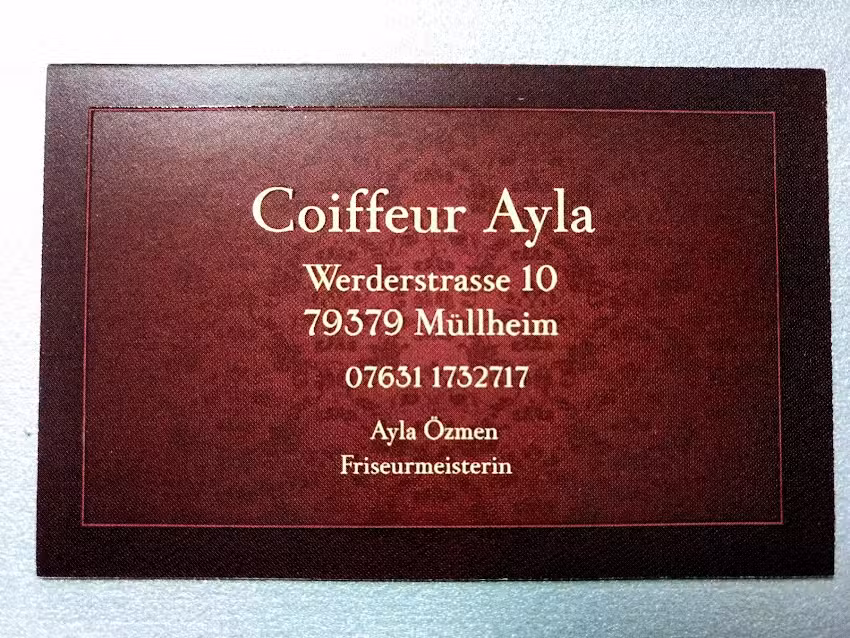 Coiffeur Ayla
Werderstrasse 10
79379 Müllheim
07631 1732717
Ayla Özmen
Friseurmeisterin